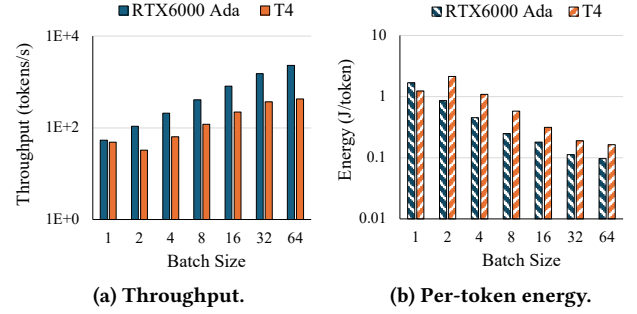 RTX6000 Ada T4
1E+4
1E+2
1E+0
Throughput (tokens/s)
1 2 4 8 16 32 64
Batch Size
(a) Throughput.
RTX6000 Ada T4
10
1
0.1
0.01
Energy (J/token)
1 2 4 8 16 32 64
Batch Size
(b) Per-token energy.